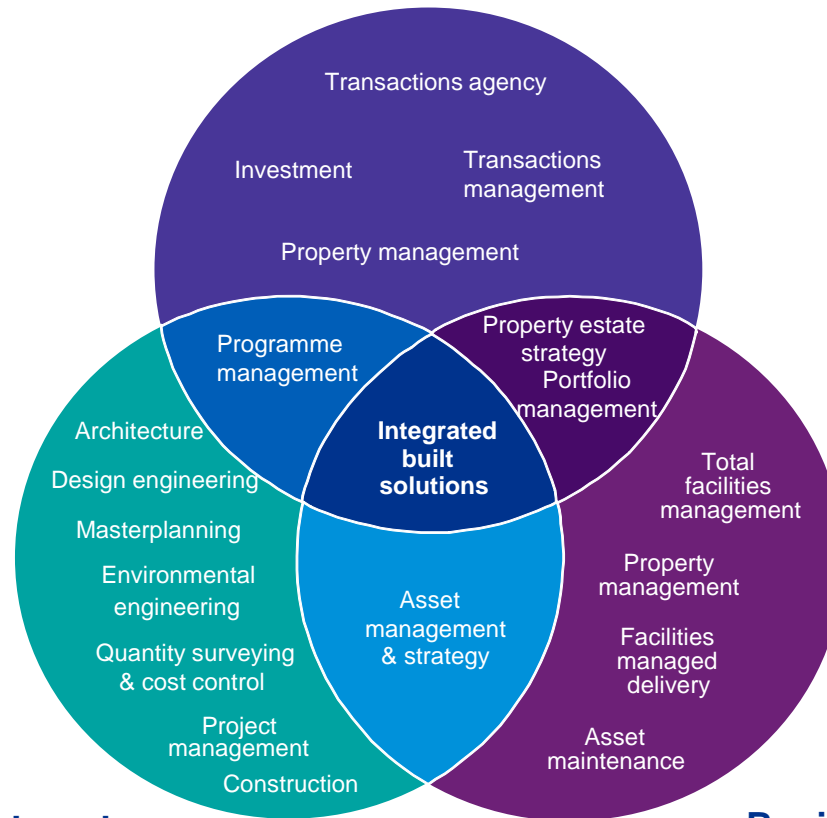 Transactions agency
Investment
Transactions
management
Property management
Programme
management
Property estate
strategy
Portfolio
management
Integrated
built
solutions
Architecture
Design engineering
Masterplanning
Environmental
engineering
Quantity surveying
& cost control
Project
management
Construction
Asset
management
& strategy
Total
facilities
management
Property
management
Facilities
managed
delivery
Asset
maintenance